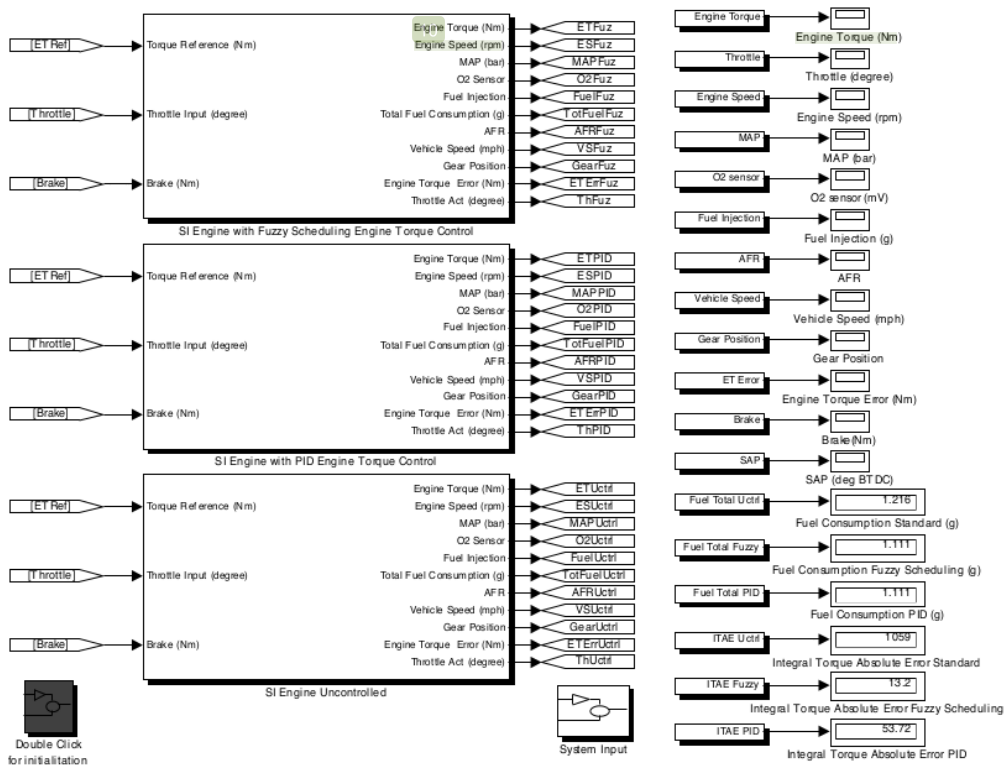 [ET Ref]
Torque Reference (Nm)
[Throttle]
Throttle Input (degree)
[Brake]
Brake (Nm)
Engine Torque (Nm)
Engine Speed (rpm)
MAP (bar)
O2 Sensor
Fuel Injection
Total Fuel Consumption (g)
AFR
Vehicle Speed (mph)
Gear Position
Engine Torque Error (Nm)
Throttle Act (degree)
ETFuz
ESFuz
MAPFuz
O2Fuz
FuelFuz
TotFuelFuz
AFRFuz
VSFuz
GearFuz
ETErrFuz
ThFuz
SI Engine with Fuzzy Scheduling Engine Torque Control
[ET Ref]
Torque Reference (Nm)
[Throttle]
Throttle Input (degree)
[Brake]
Brake (Nm)
Engine Torque (Nm)
Engine Speed (rpm)
MAP (bar)
O2 Sensor
Fuel Injection
Total Fuel Consumption (g)
AFR
Vehicle Speed (mph)
Gear Position
Engine Torque Error (Nm)
Throttle Act (degree)
ETPID
ESPID
MAPPID
O2PID
FuelPID
TotFuelPID
AFRPID
VSPID
GearPID
ETErrPID
ThPID
SI Engine with PID Engine Torque Control
[ET Ref]
Torque Reference (Nm)
[Throttle]
Throttle Input (degree)
[Brake]
Brake (Nm)
Engine Torque (Nm)
Engine Speed (rpm)
MAP (bar)
O2 Sensor
Fuel Injection
Total Fuel Consumption (g)
AFR
Vehicle Speed (mph)
Gear Position
Engine Torque Error (Nm)
Throttle Act (degree)
ETUctrl
ESUctrl
MAPUctrl
O2Uctrl
FuelUctrl
TotFuelUctrl
AFRUctrl
VSUctrl
GearUctrl
ETErrUctrl
ThUctrl
SI Engine Uncontrolled
Double Click
for initialitation
System Input
Engine Torque
Engine Torque (Nm)
Throttle
Throttle (degree)
Engine Speed
Engine Speed (rpm)
MAP
MAP (bar)
O2 sensor
O2 sensor (mV)
Fuel Injection
Fuel Injection (g)
AFR
AFR
Vehicle Speed
Vehicle Speed (mph)
Gear Position
Gear Position
ET Error
Engine Torque Error (Nm)
Brake
Brake(Nm)
SAP
SAP (deg BTDC)
Fuel Total Uctrl
1.216
Fuel Consumption Standard (g)
Fuel Total Fuzzy
1.111
Fuel Consumption Fuzzy Scheduling (g)
Fuel Total PID
1.111
Fuel Consumption PID (g)
ITAE Uctrl
1059
Integral Torque Absolute Error Standard
ITAE Fuzzy
13.2
Integral Torque Absolute Error Fuzzy Scheduling
ITAE PID
53.72
Integral Torque Absolute Error PID